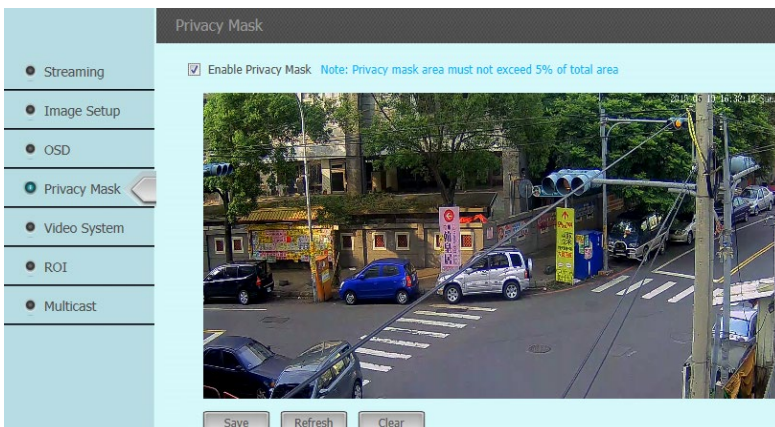 Privacy Mask
Streaming
Image Setup
OSD
Privacy Mask
Video System
ROI
Multicast
Enable Privacy Mask Note: Privacy mask area must not exceed 5% of total area
Save Refresh Clear